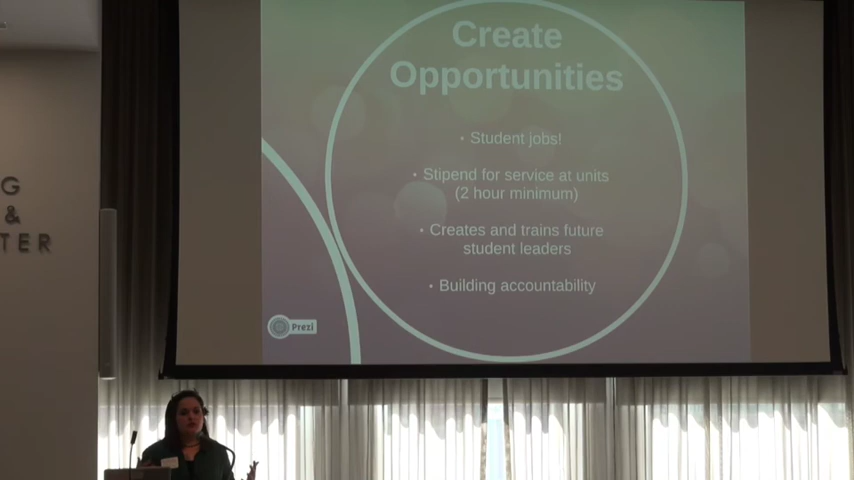 Create
Opportunities
• Student jobs!
• Stipend for service at units
(2 hour minimum)
• Creates and trains future
student leaders
• Building accountability
Prezi
G
&
TER